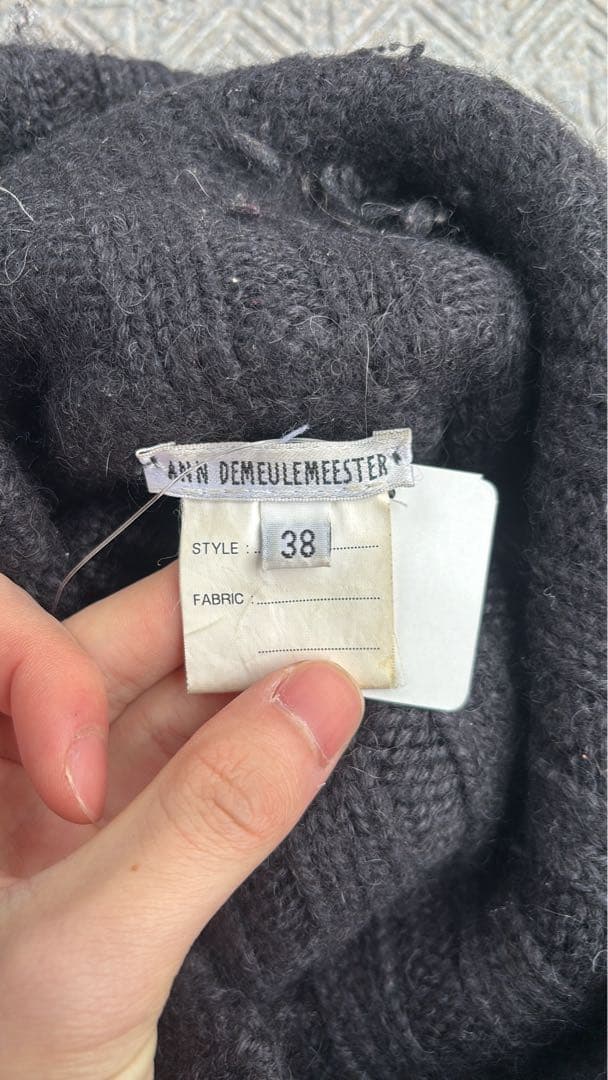 ANN DEMEULEMEESTER
STYLE : 38
FABRIC :